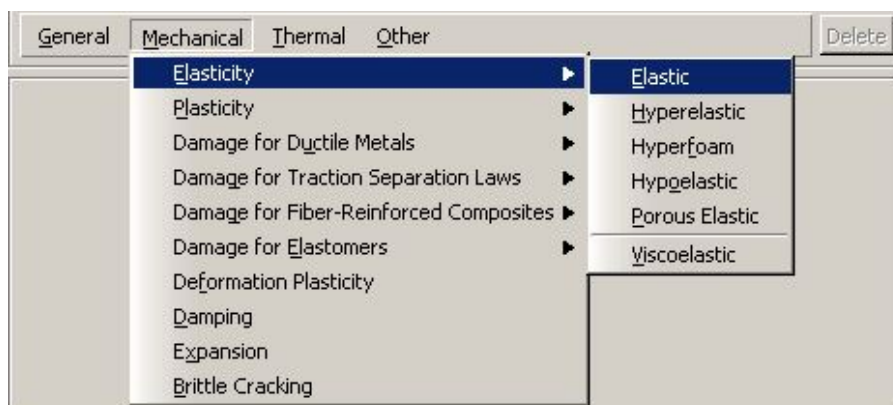 General Mechanical Thermal Other Delete
Elasticity
Plasticity
Damage for Ductile Metals
Damage for Traction Separation Laws
Damage for Fiber-Reinforced Composites
Damage for Elastomers
Deformation Plasticity
Damping
Expansion
Brittle Cracking
Elastic
Hyperelastic
Hyperfoam
Hypoelastic
Porous Elastic
Viscoelastic